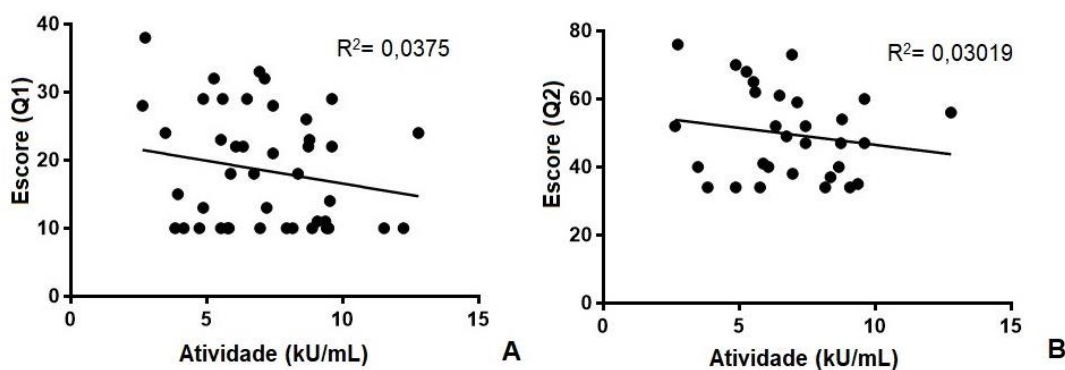 R²= 0,0375
Escore (Q1)
40
30
20
10
0
0 5 10 15
Atividade (kU/mL)
A
R²= 0,03019
Escore (Q2)
80
60
40
20
0
0 5 10 15
Atividade (kU/mL)
B